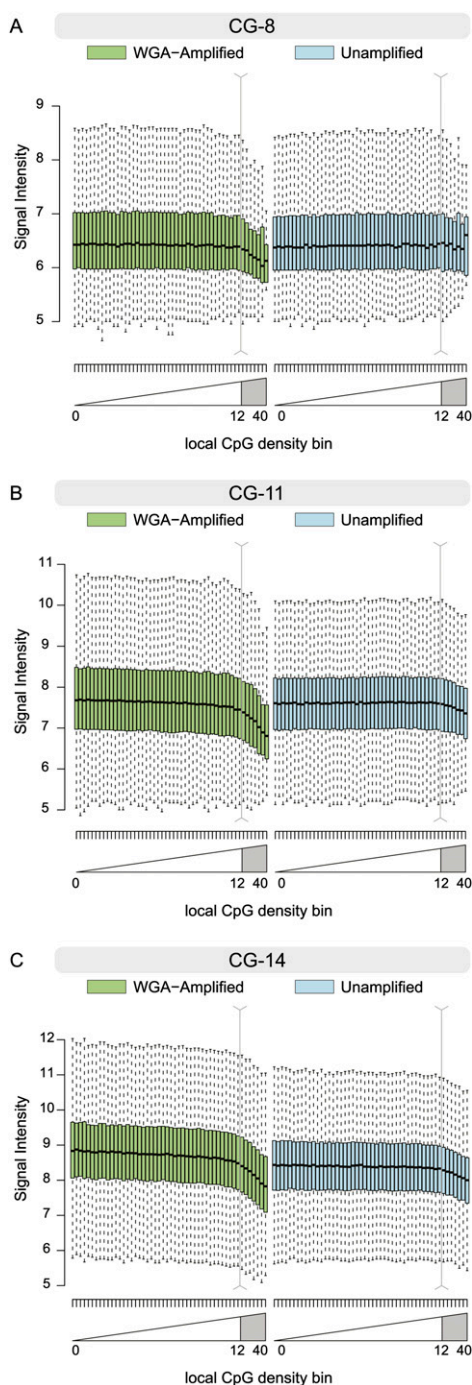 A
CG-8
WGA-Amplified Unamplified
9
8
7
6
5
Signal Intensity
0 12 40 0 12 40
local CpG density bin
B
CG-11
WGA-Amplified Unamplified
11
10
9
8
7
6
5
Signal Intensity
0 12 40 0 12 40
local CpG density bin
C
CG-14
WGA-Amplified Unamplified
12
11
10
9
8
7
6
5
Signal Intensity
0 12 40 0 12 40
local CpG density bin